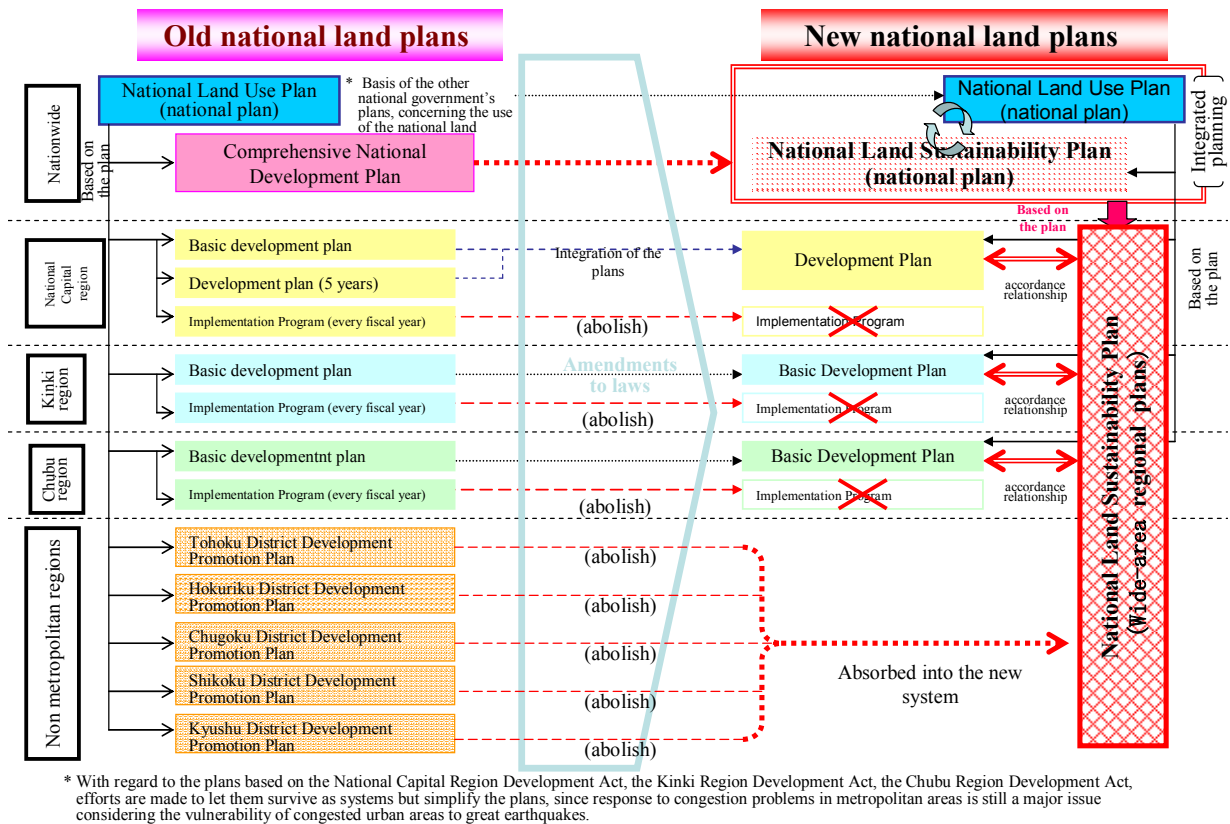 Old national land plans
New national land plans
Nationwide
National Land Use Plan
(national plan)
* Basis of the other
national government's
plans, concerning the use
of the national land
National Land Use Plan
(national plan)
Integrated
planning
Based on
the plan
Comprehensive National
Development Plan
National Land Sustainability Plan
(national plan)
Based on
the plan
National
Capital
region
Basic development plan
Development plan (5 years)
Implementation Program (every fiscal year)
Integration of the
plans
(abolish)
Development Plan
Implementation Program
accordance
relationship
Based on
the plan
Kinki
region
Basic development plan
Implementation Program (every fiscal year)
Amendments
to laws
(abolish)
Basic Development Plan
Implementation Program
accordance
relationship
Chubu
region
Basic developmentnt plan
Implementation Program (every fiscal year)
(abolish)
Basic Development Plan
Implementation Program
accordance
relationship
National Land Sustainability Plan
(Wide-area regional plans)
Non metropolitan regions
Tohoku District Development
Promotion Plan
(abolish)
Hokuriku District Development
Promotion Plan
(abolish)
Chugoku District Development
Promotion Plan
(abolish)
Shikoku District Development
Promotion Plan
(abolish)
Kyushu District Development
Promotion Plan
(abolish)
Absorbed into the new
system
* With regard to the plans based on the National Capital Region Development Act, the Kinki Region Development Act, the Chubu Region Development Act,
efforts are made to let them survive as systems but simplify the plans, since response to congestion problems in metropolitan areas is still a major issue
considering the vulnerability of congested urban areas to great earthquakes.